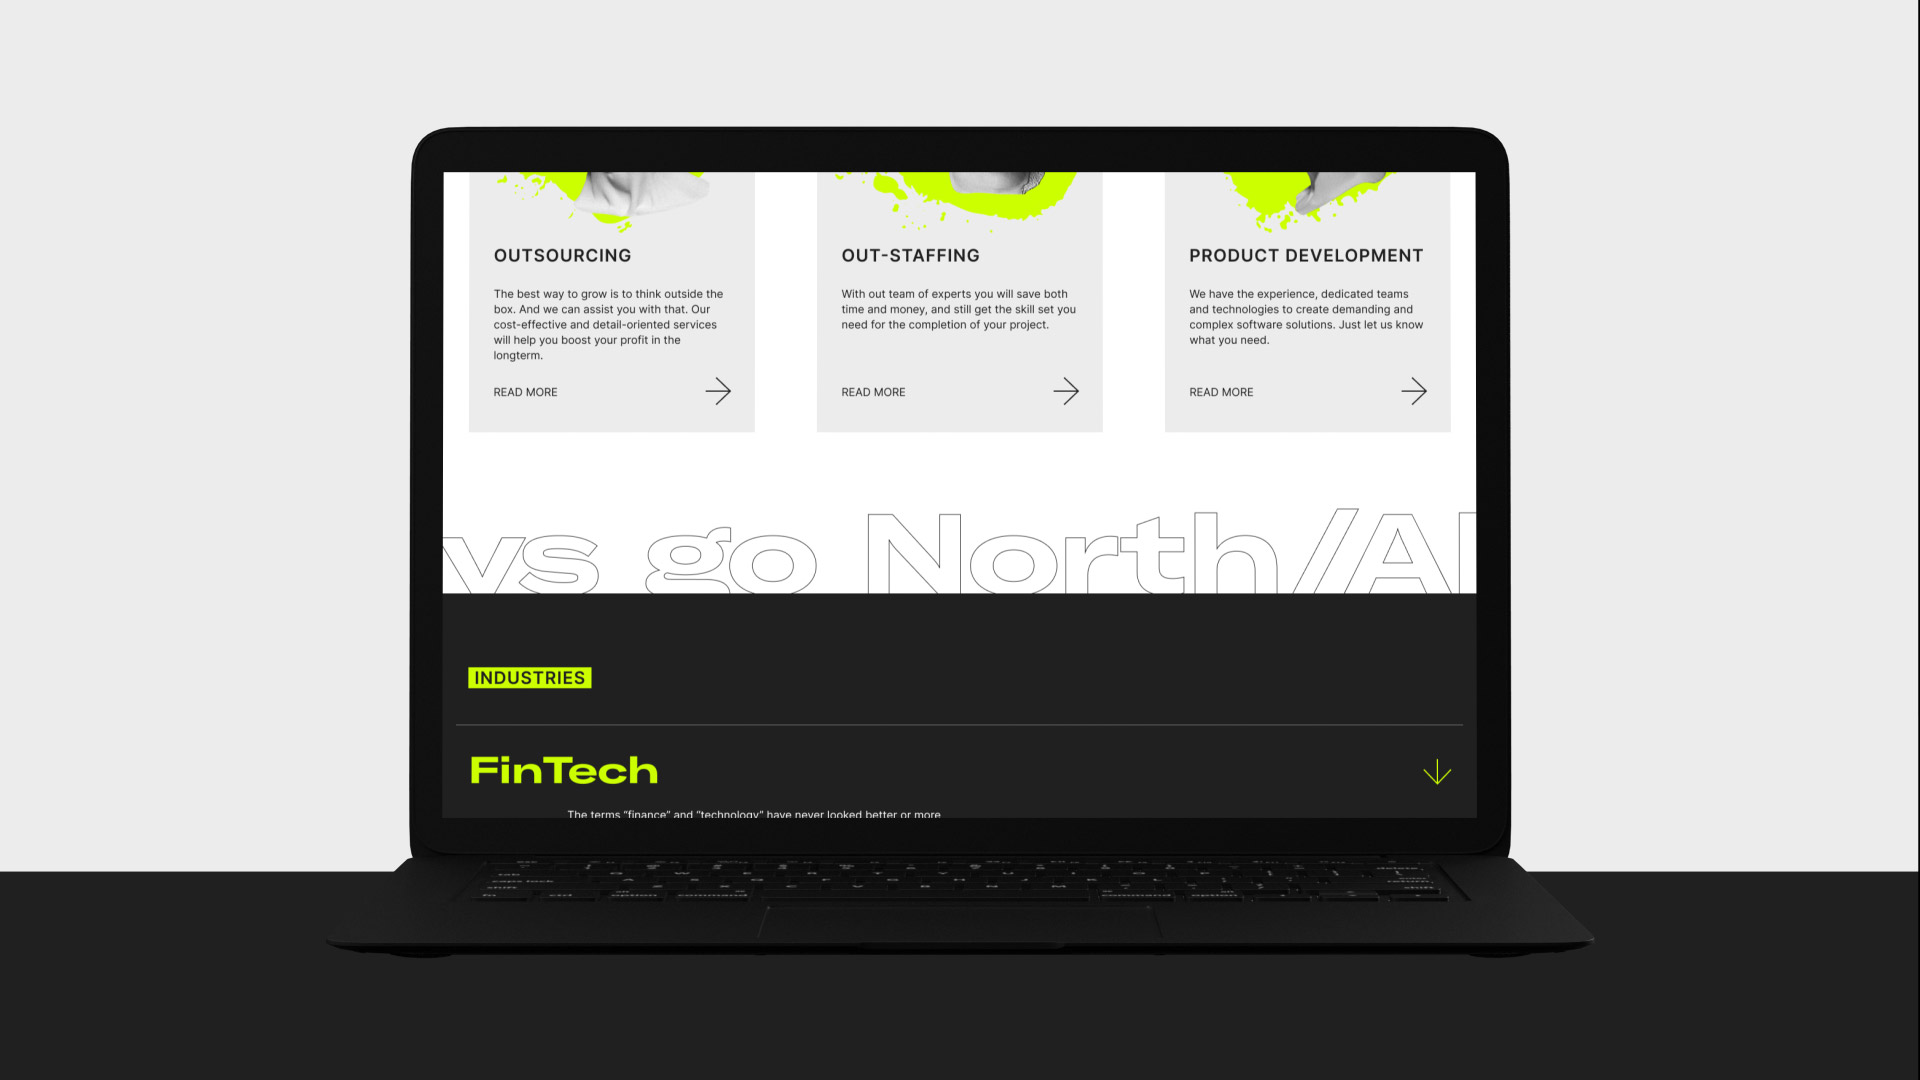 OUTSOURCING
The best way to grow is to think outside the
box. And we can assist you with that. Our
cost-effective and detail-oriented services
will help you boost your profit in the
longterm.
READ MORE
OUT-STAFFING
With out team of experts you will save both
time and money, and still get the skill set you
need for the completion of your project.
READ MORE
PRODUCT DEVELOPMENT
We have the experience, dedicated teams
and technologies to create demanding and
complex software solutions. Just let us know
what you need.
READ MORE
ys go North/Al
INDUSTRIES
FinTech
The terms “finance” and “technology” have never looked better or more